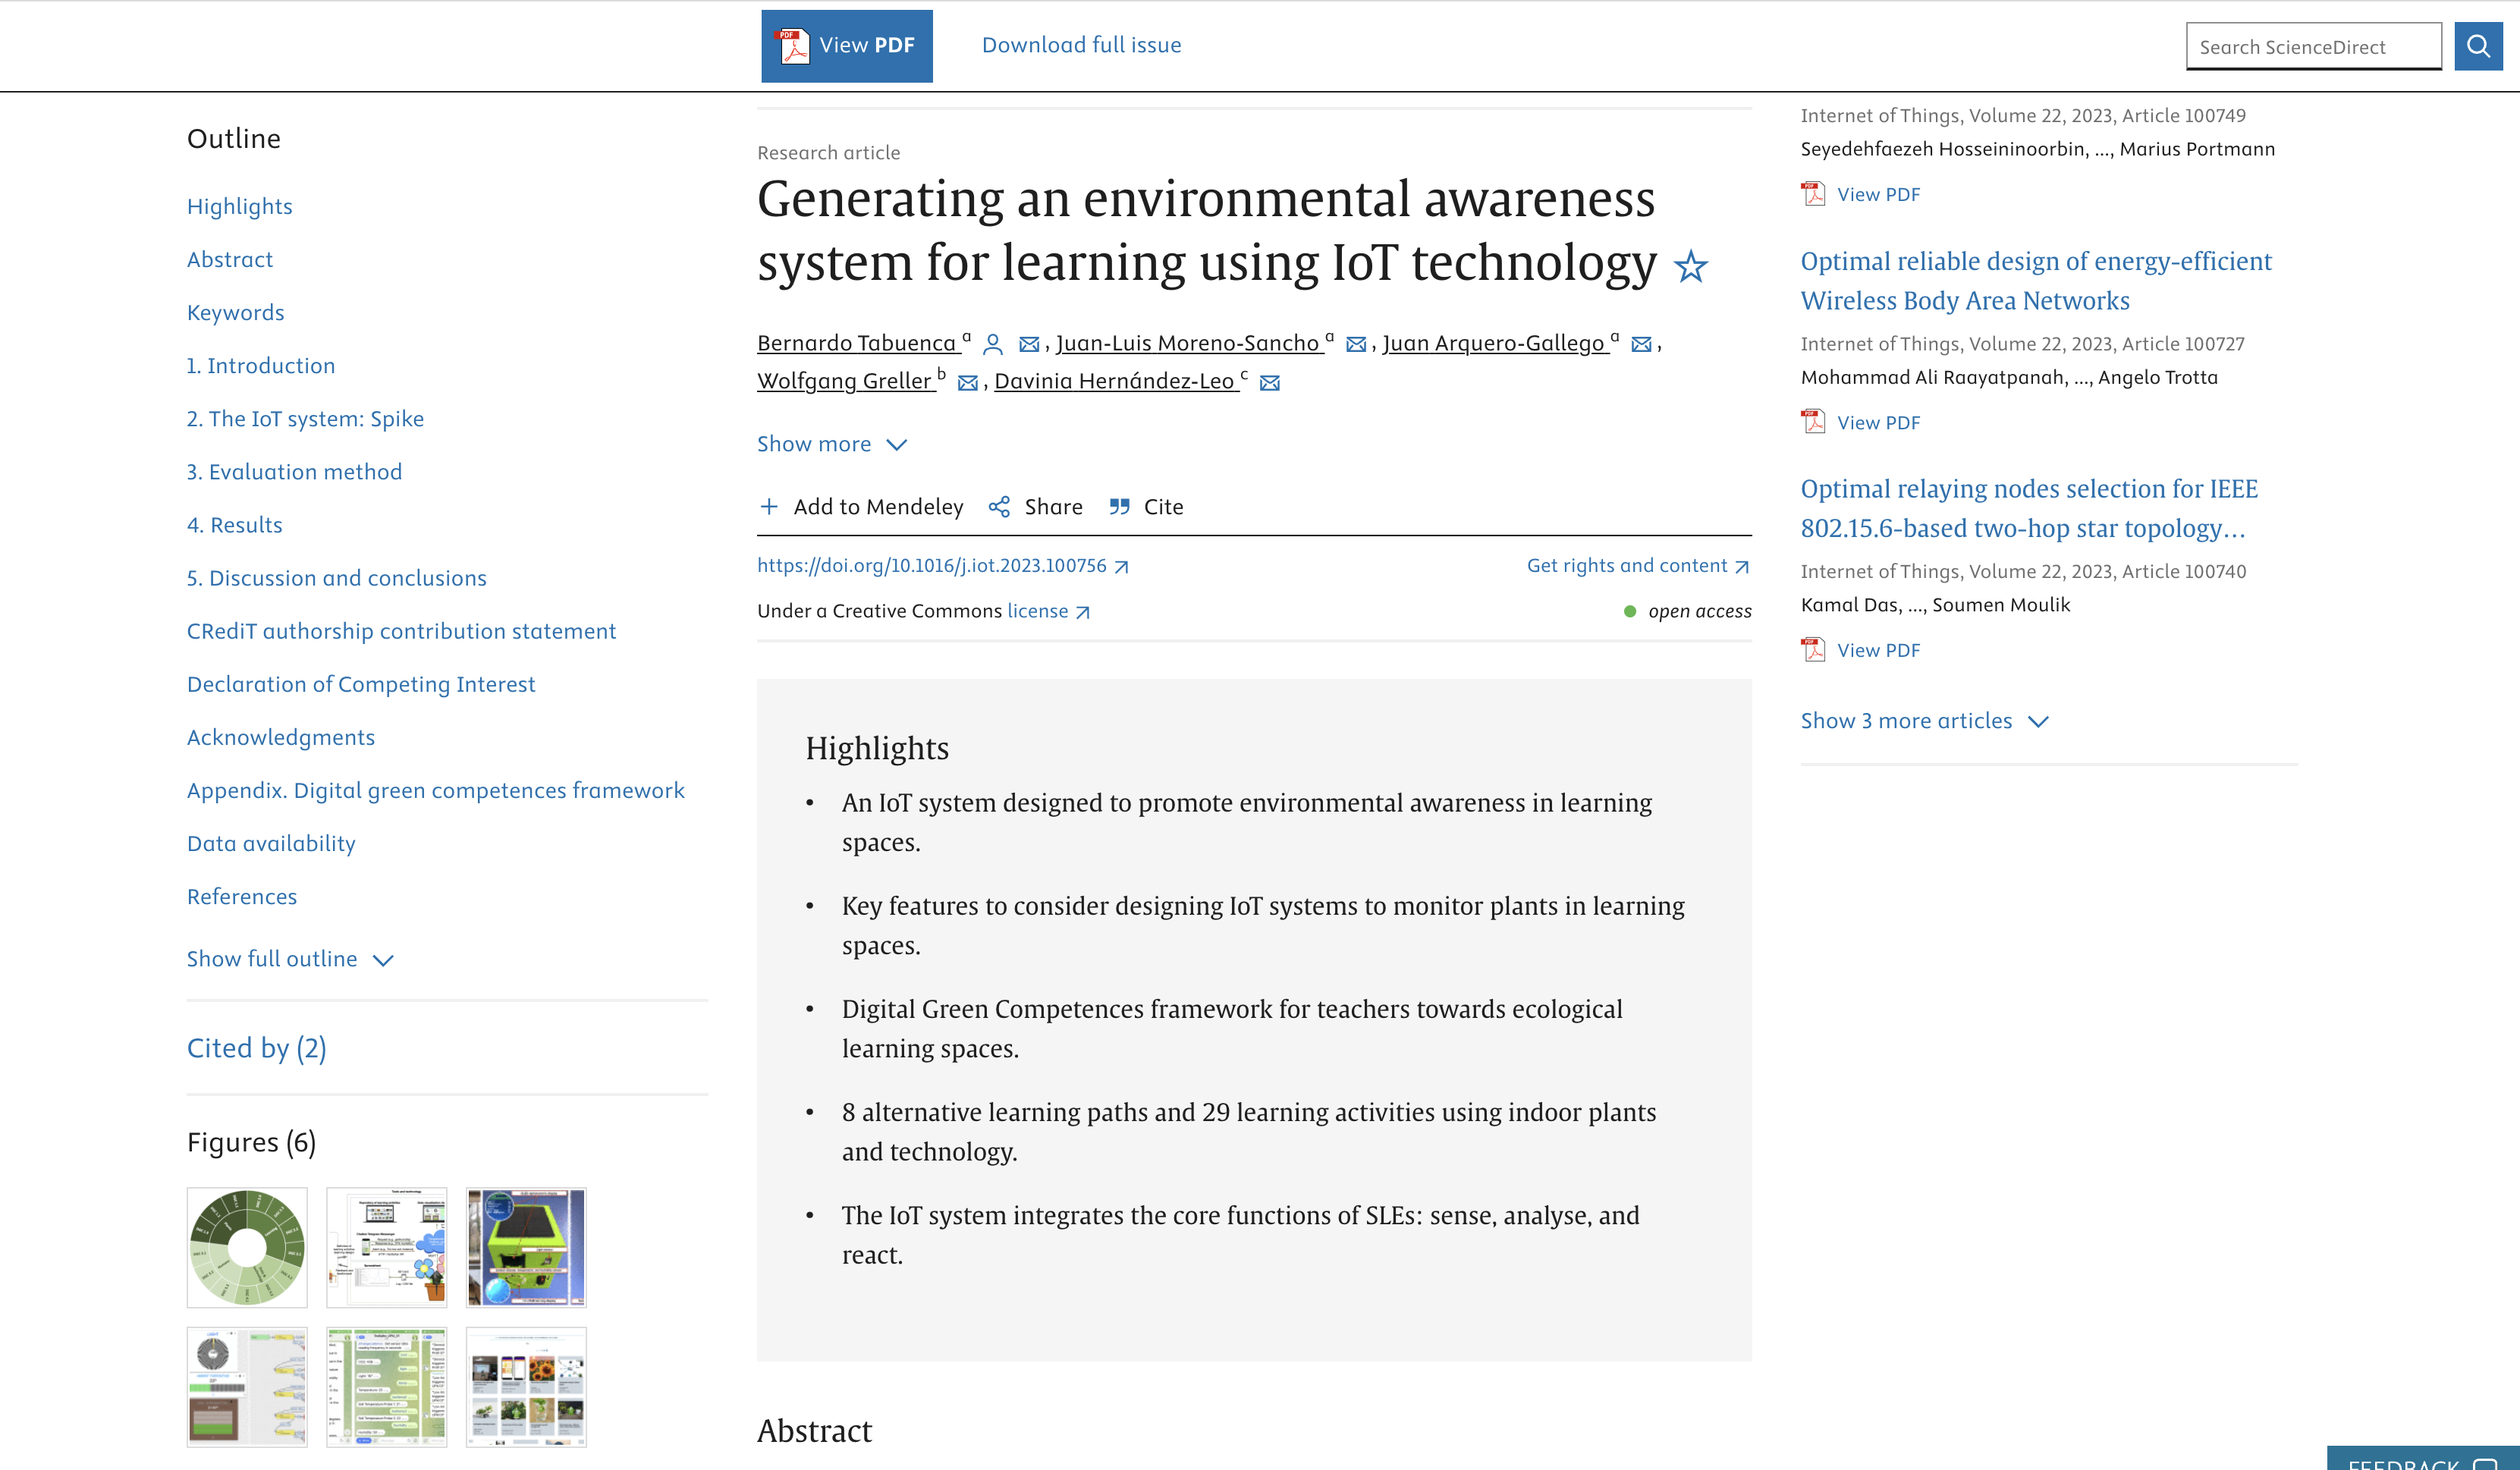 View PDF
Download full issue
Search ScienceDirect
Outline
Highlights
Abstract
Keywords
1. Introduction
2. The IoT system: Spike
3. Evaluation method
4. Results
5. Discussion and conclusions
CRediT authorship contribution statement
Declaration of Competing Interest
Acknowledgments
Appendix. Digital green competences framework
Data availability
References
Show full outline
Cited by (2)
Figures (6)
Research article
Generating an environmental awareness
system for learning using IoT technology
Bernardo Tabuenca a, Juan-Luis Moreno-Sancho a, Juan Arquero-Gallego a,
Wolfgang Greller b, Davinia Hernández-Leo c
Show more
Add to Mendeley Share Cite
https://doi.org/10.1016/j.iot.2023.100756 Get rights and content
Under a Creative Commons license open access
Highlights
• An IoT system designed to promote environmental awareness in learning
spaces.
• Key features to consider designing IoT systems to monitor plants in learning
spaces.
• Digital Green Competences framework for teachers towards ecological
learning spaces.
• 8 alternative learning paths and 29 learning activities using indoor plants
and technology.
• The IoT system integrates the core functions of SLEs: sense, analyse, and
react.
Abstract
Internet of Things, Volume 22, 2023, Article 100749
Seyedehfaezeh Hosseininoorbin, ..., Marius Portmann
View PDF
Optimal reliable design of energy-efficient
Wireless Body Area Networks
Internet of Things, Volume 22, 2023, Article 100727
Mohammad Ali Raayatpanah, ..., Angelo Trotta
View PDF
Optimal relaying nodes selection for IEEE
802.15.6-based two-hop star topology…
Internet of Things, Volume 22, 2023, Article 100740
Kamal Das, ..., Soumen Moulik
View PDF
Show 3 more articles
FEEDBACK